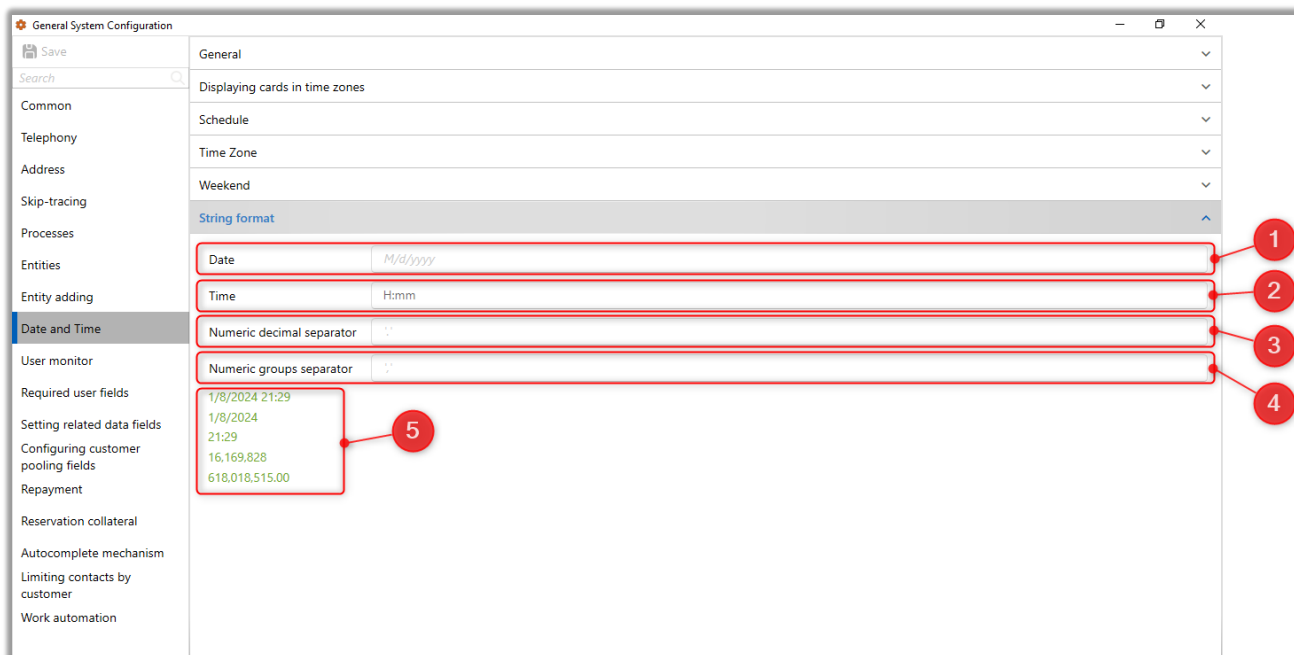 General System Configuration
Save
Search
Common
Telephony
Address
Skip-tracing
Processes
Entities
Entity adding
Date and Time
User monitor
Required user fields
Setting related data fields
Configuring customer
pooling fields
Repayment
Reservation collateral
Autocomplete mechanism
Limiting contacts by
customer
Work automation
General
Displaying cards in time zones
Schedule
Time Zone
Weekend
String format
Date M/d/yyyy
1
Time H:mm
2
Numeric decimal separator '.'
3
Numeric groups separator ','
4
1/8/2024 21:29
1/8/2024
21:29
16,169,828
618,018,515.00
5